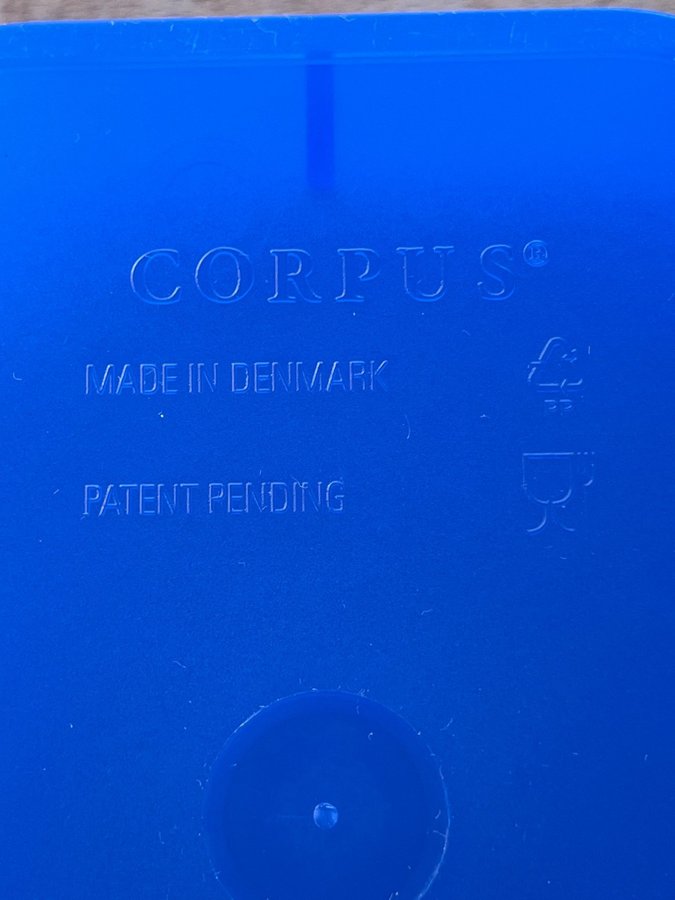 CORPUS®
MADE IN DENMARK
PP
PATENT PENDING